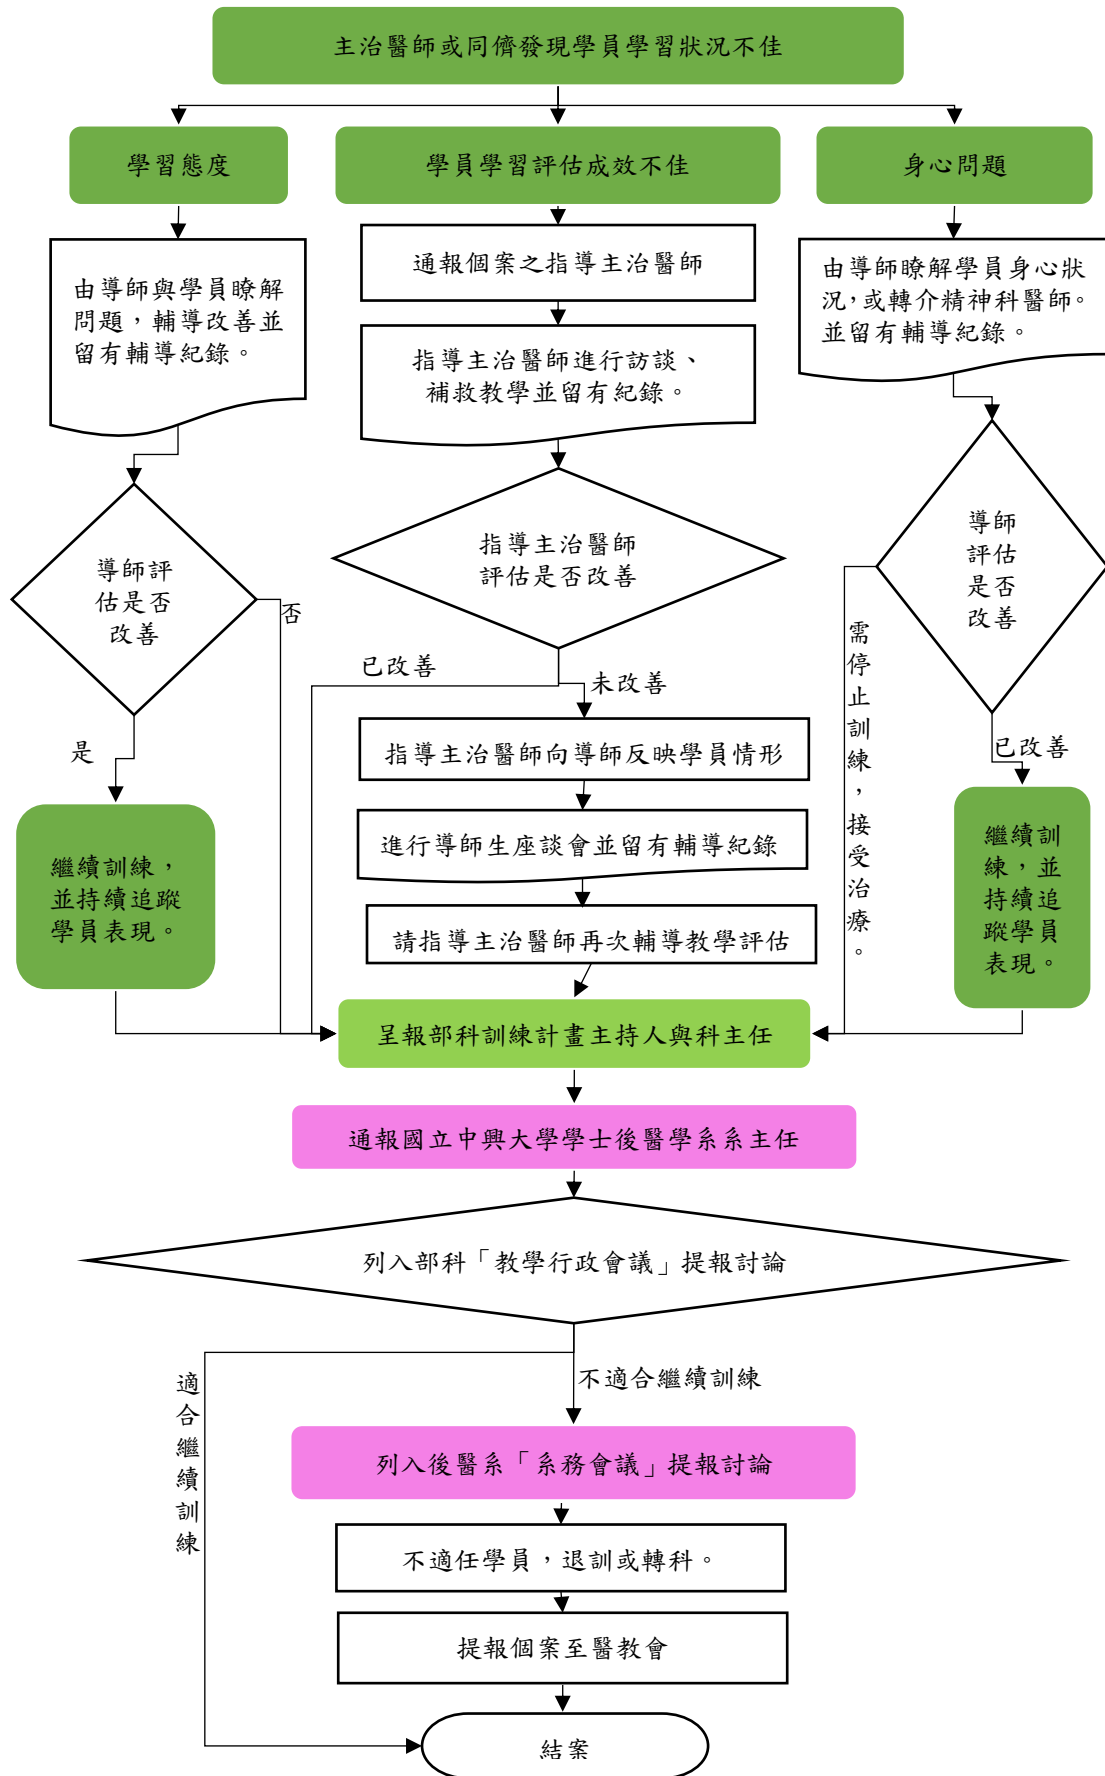 主治醫師或同儕發現學員學習狀況不佳
學習態度
學員學習評估成效不佳
身心問題
由導師與學員瞭解
問題，輔導改善並
留有輔導紀錄。
通報個案之指導主治醫師
指導主治醫師進行訪談、
補救教學並留有紀錄。
由導師瞭解學員身心狀
況，或轉介精神科醫師。
並留有輔導紀錄。
導師評
估是否
改善
指導主治醫師
評估是否改善
導師
評估
是否
改善
否
是
已改善
未改善
需停止訓練，接受治療。
已改善
指導主治醫師向導師反映學員情形
進行導師生座談會並留有輔導紀錄
請指導主治醫師再次輔導教學評估
繼續訓練，
並持續追蹤
學員表現。
繼續訓
練，並
持續追
蹤學員
表現。
呈報部科訓練計畫主持人與科主任
通報國立中興大學學士後醫學系系主任
列入部科「教學行政會議」提報討論
適合繼續訓練
不適合繼續訓練
列入後醫系「系務會議」提報討論
不適任學員，退訓或轉科。
提報個案至醫教會
結案